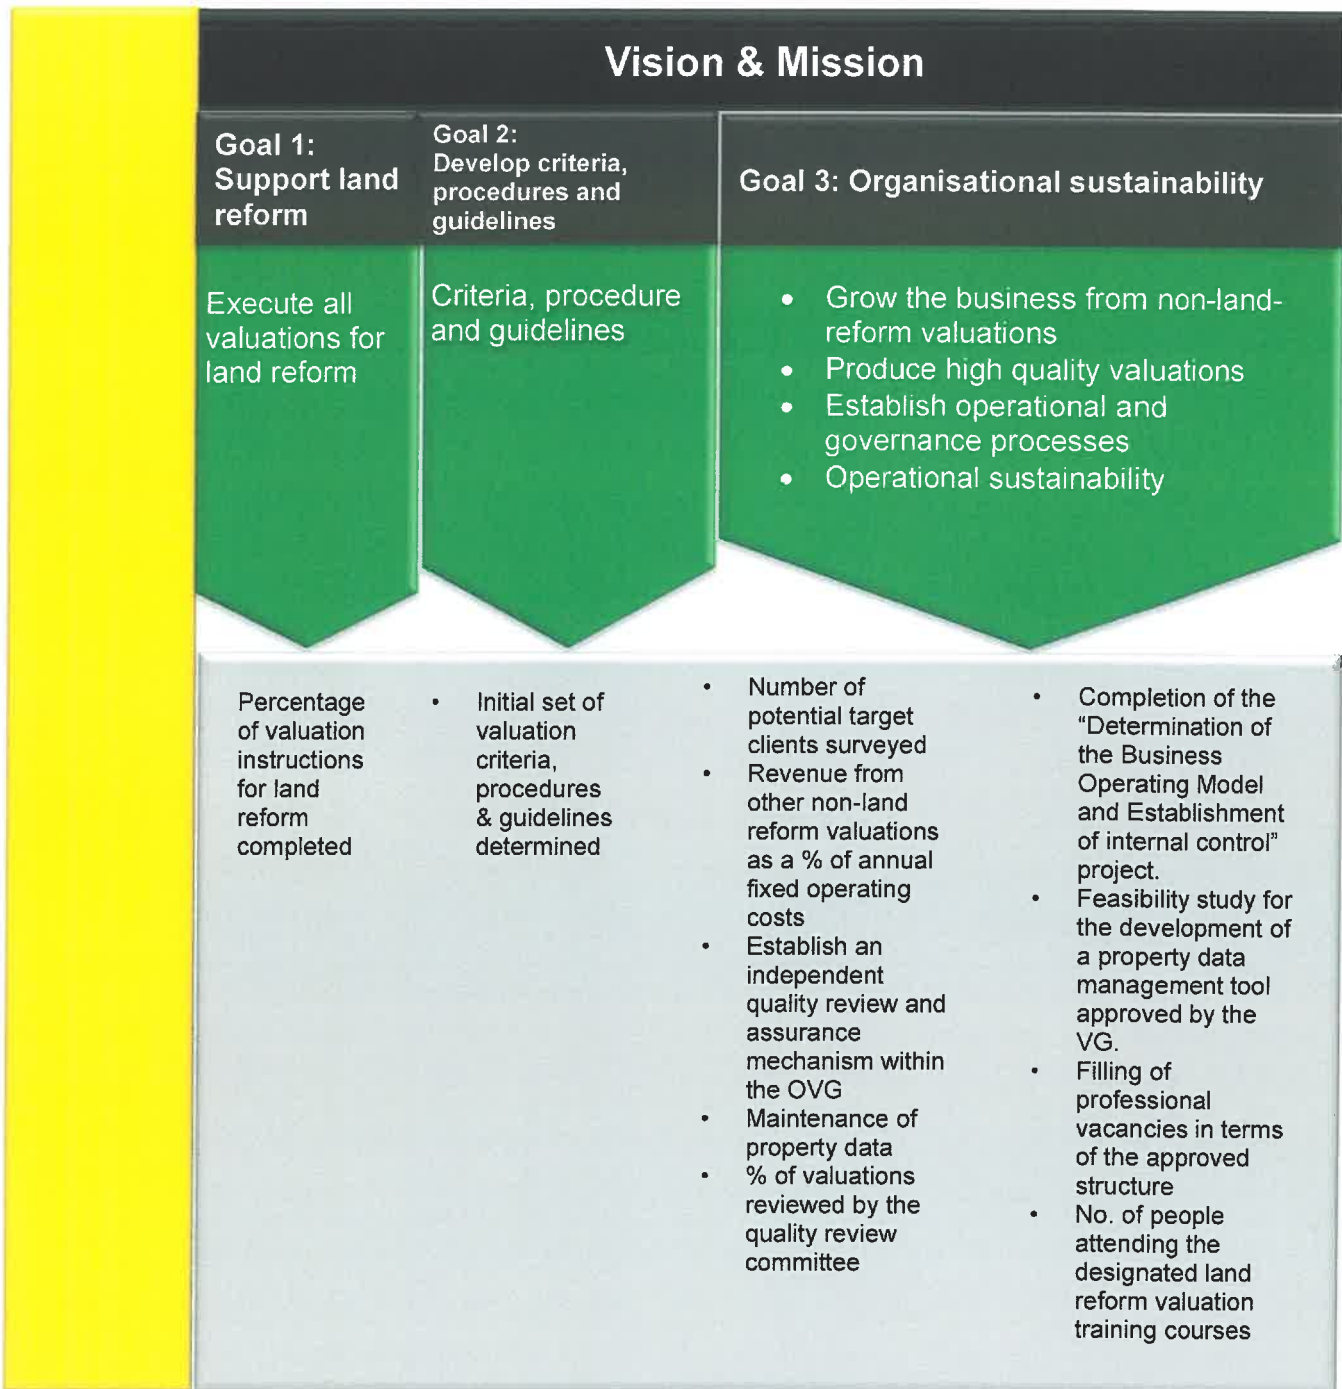 Vision & Mission
Goal 1:
Support land
reform
Goal 2:
Develop criteria,
procedures and
guidelines
Goal 3: Organisational sustainability
Execute all
valuations for
land reform
Criteria, procedure
and guidelines
• Grow the business from non-land-
reform valuations
• Produce high quality valuations
• Establish operational and
governance processes
• Operational sustainability
Percentage
of valuation
instructions
for land
reform
completed
• Initial set of
valuation
criteria,
procedures
& guidelines
determined
• Number of
potential target
clients surveyed
• Revenue from
other non-land
reform valuations
as a % of annual
fixed operating
costs
• Establish an
independent
quality review and
assurance
mechanism within
the OVG
• Maintenance of
property data
• % of valuations
reviewed by the
quality review
committee
• Completion of the
“Determination of
the Business
Operating Model
and Establishment
of internal control”
project.
• Feasibility study for
the development of
a property data
management tool
approved by the
VG.
• Filling of
professional
vacancies in terms
of the approved
structure
• No. of people
attending the
designated land
reform valuation
training courses